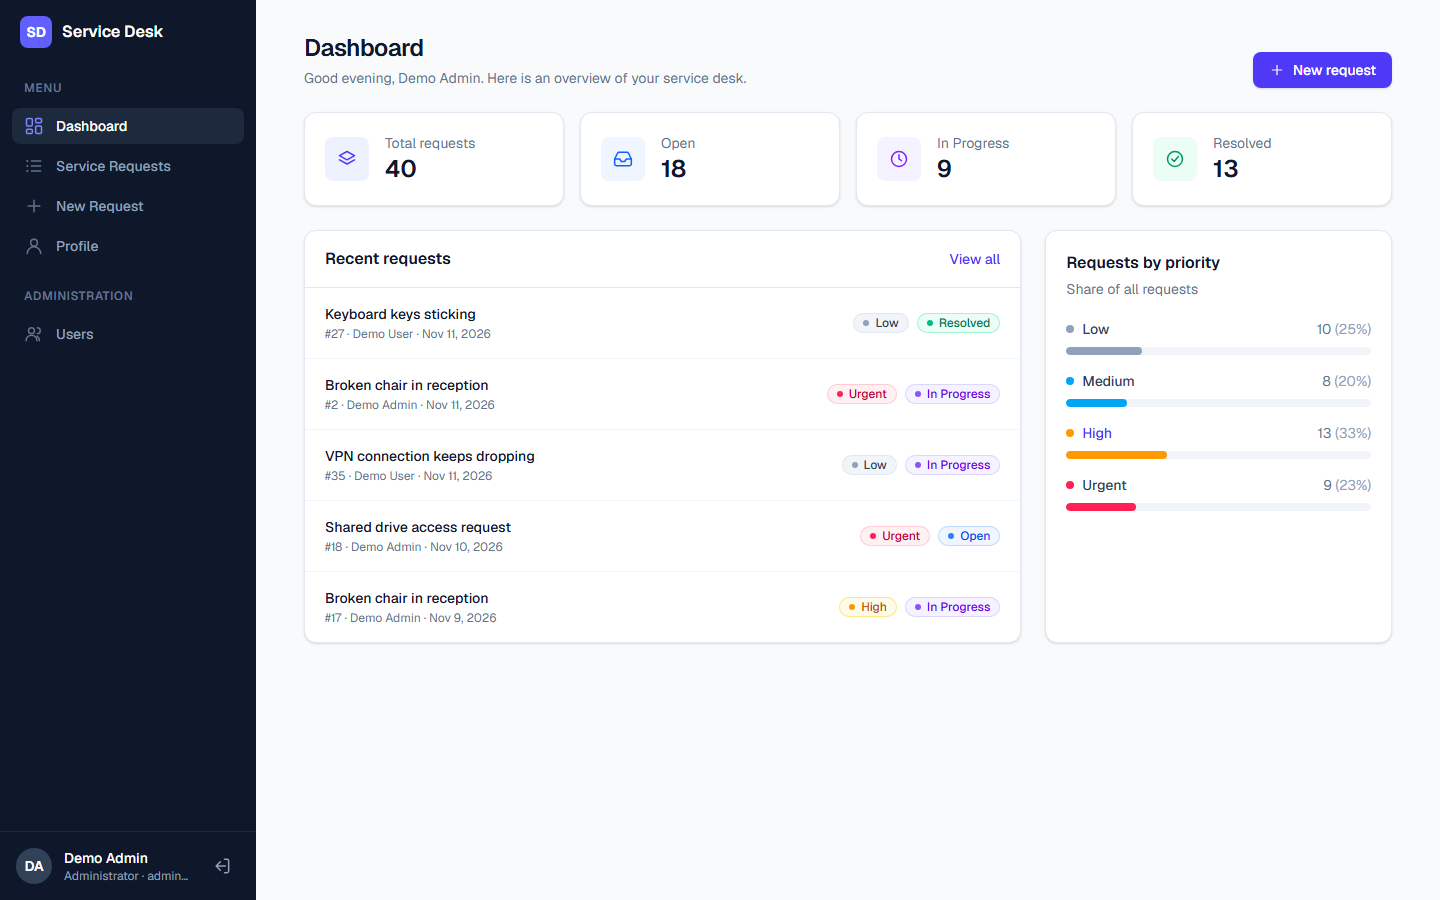 SD Service Desk
MENU
Dashboard
Service Requests
New Request
Profile
ADMINISTRATION
Users
DA
Demo Admin
Administrator · admin...
Dashboard
Good evening, Demo Admin. Here is an overview of your service desk.
New request
Total requests
40
Open
18
In Progress
9
Resolved
13
Recent requests
View all
Keyboard keys sticking
#27 · Demo User · Nov 11, 2026
Low Resolved
Broken chair in reception
#2 · Demo Admin · Nov 11, 2026
Urgent In Progress
VPN connection keeps dropping
#35 · Demo User · Nov 11, 2026
Low In Progress
Shared drive access request
#18 · Demo Admin · Nov 10, 2026
Urgent Open
Broken chair in reception
#17 · Demo Admin · Nov 9, 2026
High In Progress
Requests by priority
Share of all requests
Low 10 (25%)
Medium 8 (20%)
High 13 (33%)
Urgent 9 (23%)